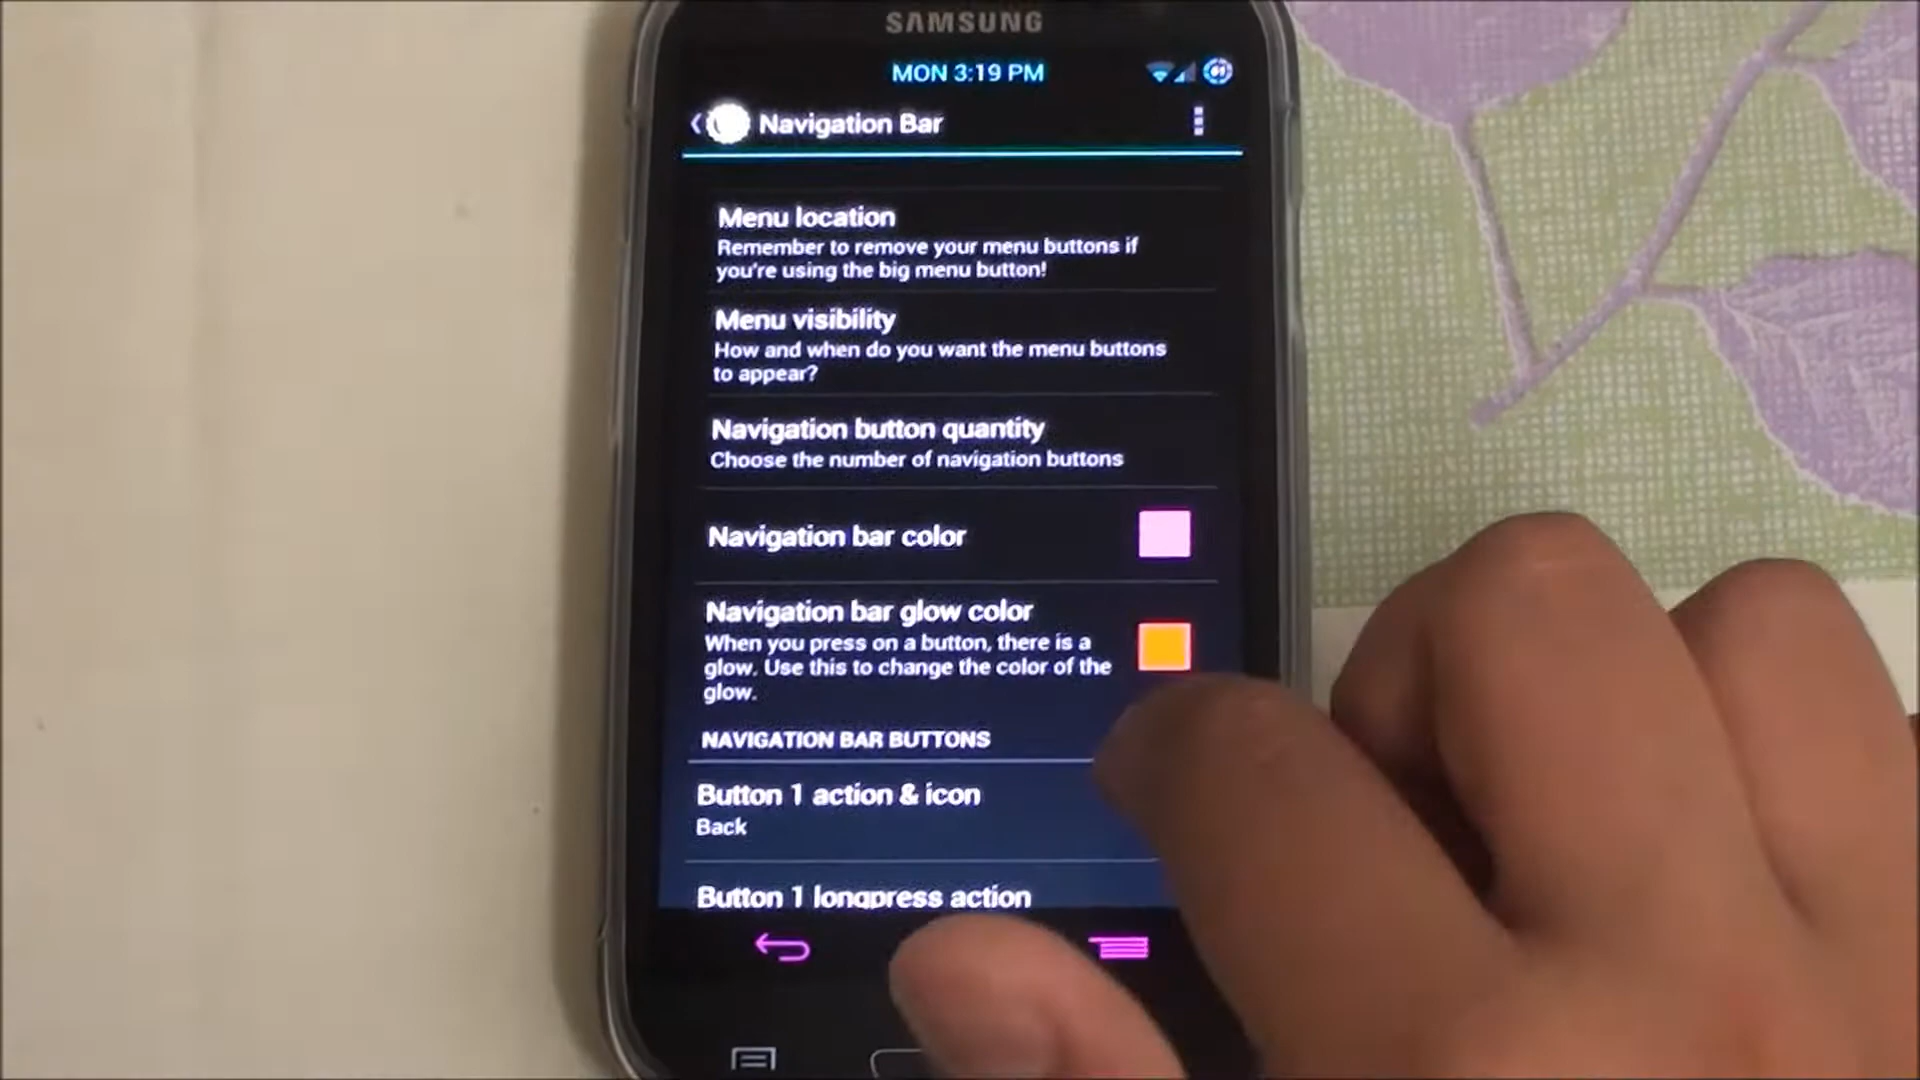 SAMSUNG
MON 3:19 PM
Navigation Bar
Menu location
Remember to remove your menu buttons if
you're using the big menu button!
Menu visibility
How and when do you want the menu buttons
to appear?
Navigation button quantity
Choose the number of navigation buttons
Navigation bar color
Navigation bar glow color
When you press on a button, there is a
glow. Use this to change the color of the
glow.
NAVIGATION BAR BUTTONS
Button 1 action & icon
Back
Button 1 longpress action